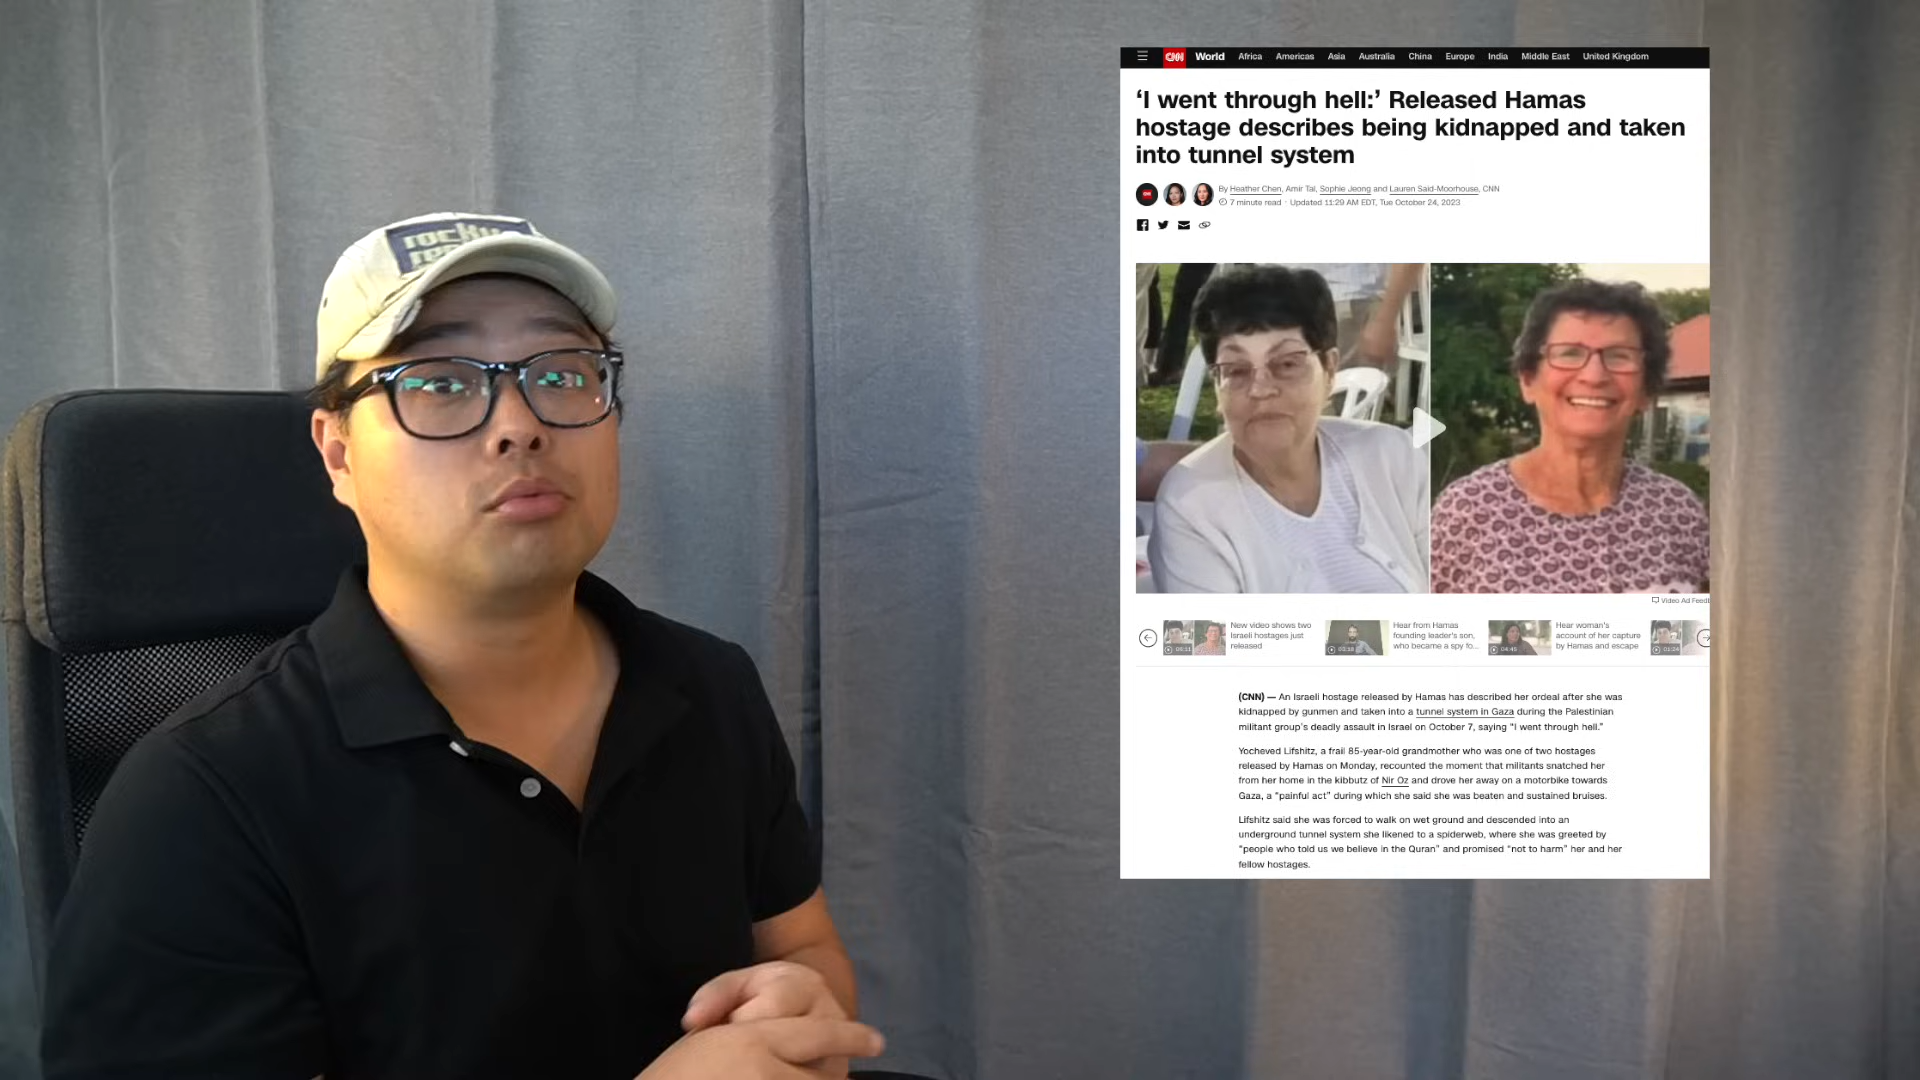 rocky
CNN World Africa Americas Asia Australia China Europe India Middle East United Kingdom
‘I went through hell:’ Released Hamas
hostage describes being kidnapped and taken
into tunnel system
By Heather Chen, Amir Tal, Sophie Jeong and Lauren Said-Moorhouse, CNN
7 minute read · Updated 11:29 AM EDT, Tue October 24, 2023
Video Ad Feedb
New video shows two
Israeli hostages just
released
Hear from Hamas
founding leader's son,
who became a spy fo...
04:45
Hear woman's
account of her capture
by Hamas and escape
01:24
(CNN) — An Israeli hostage released by Hamas has described her ordeal after she was
kidnapped by gunmen and taken into a tunnel system in Gaza during the Palestinian
militant group’s deadly assault in Israel on October 7, saying “I went through hell.”
Yocheved Lifshitz, a frail 85-year-old grandmother who was one of two hostages
released by Hamas on Monday, recounted the moment that militants snatched her
from her home in the kibbutz of Nir Oz and drove her away on a motorbike towards
Gaza, a “painful act” during which she said she was beaten and sustained bruises.
Lifshitz said she was forced to walk on wet ground and descended into an
underground tunnel system she likened to a spiderweb, where she was greeted by
“people who told us we believe in the Quran” and promised “not to harm” her and her
fellow hostages.